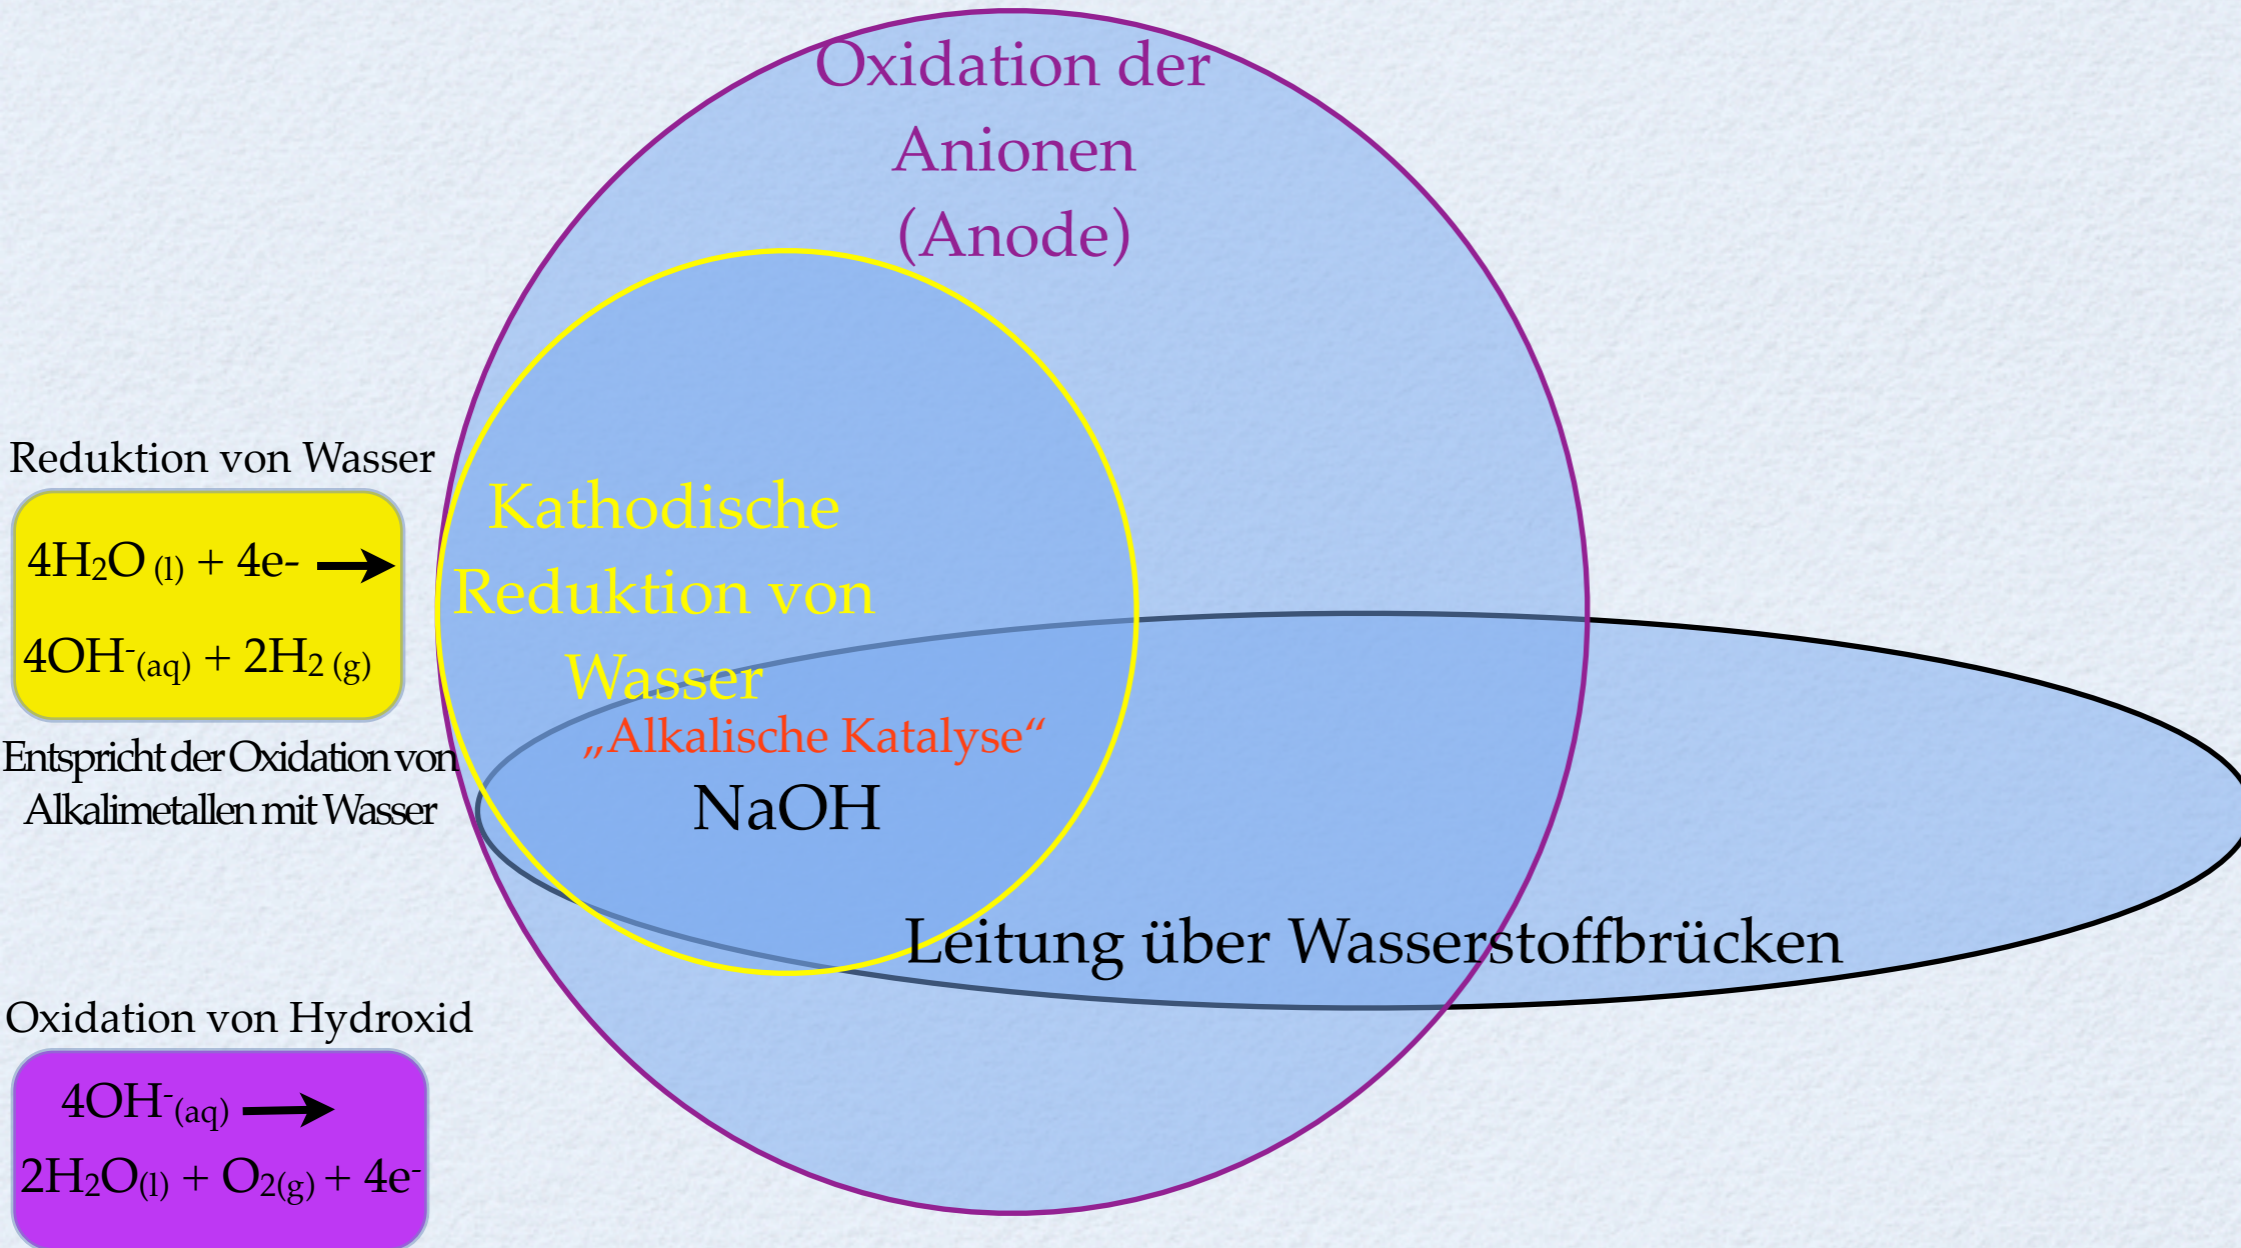 Oxidation der
Anionen
(Anode)
Reduktion von Wasser
4H₂O (l) + 4e- →
4OH⁻(aq) + 2H₂ (g)
Entspricht der Oxidation von
Alkalimetallen mit Wasser
Kathodische
Reduktion von
Wasser
„Alkalische Katalyse“
NaOH
Leitung über Wasserstoffbrücken
Oxidation von Hydroxid
4OH⁻(aq) →
2H₂O(l) + O₂(g) + 4e⁻